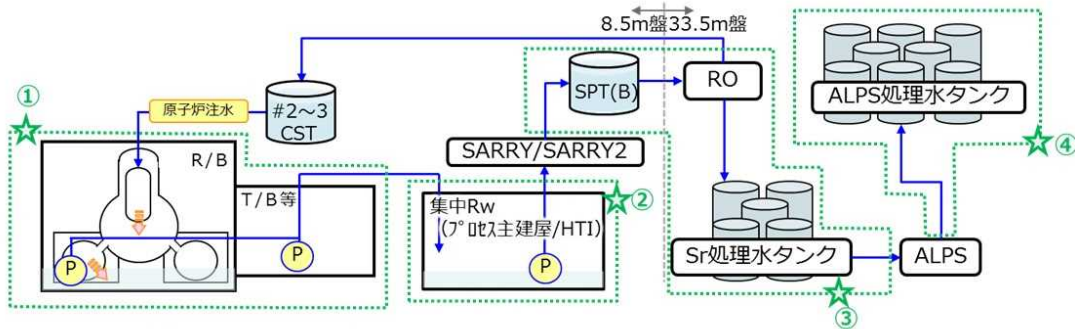 8.5m盤33.5m盤
①
原子炉注水
#2～3
CST
SPT(B)
RO
ALPS処理水タンク
④
R/B
SARRY/SARRY2
T/B等
②
集中Rw
(ﾌﾟﾛｾｽ主建屋/HTI)
P
P
P
Sr処理水タンク
ALPS
③